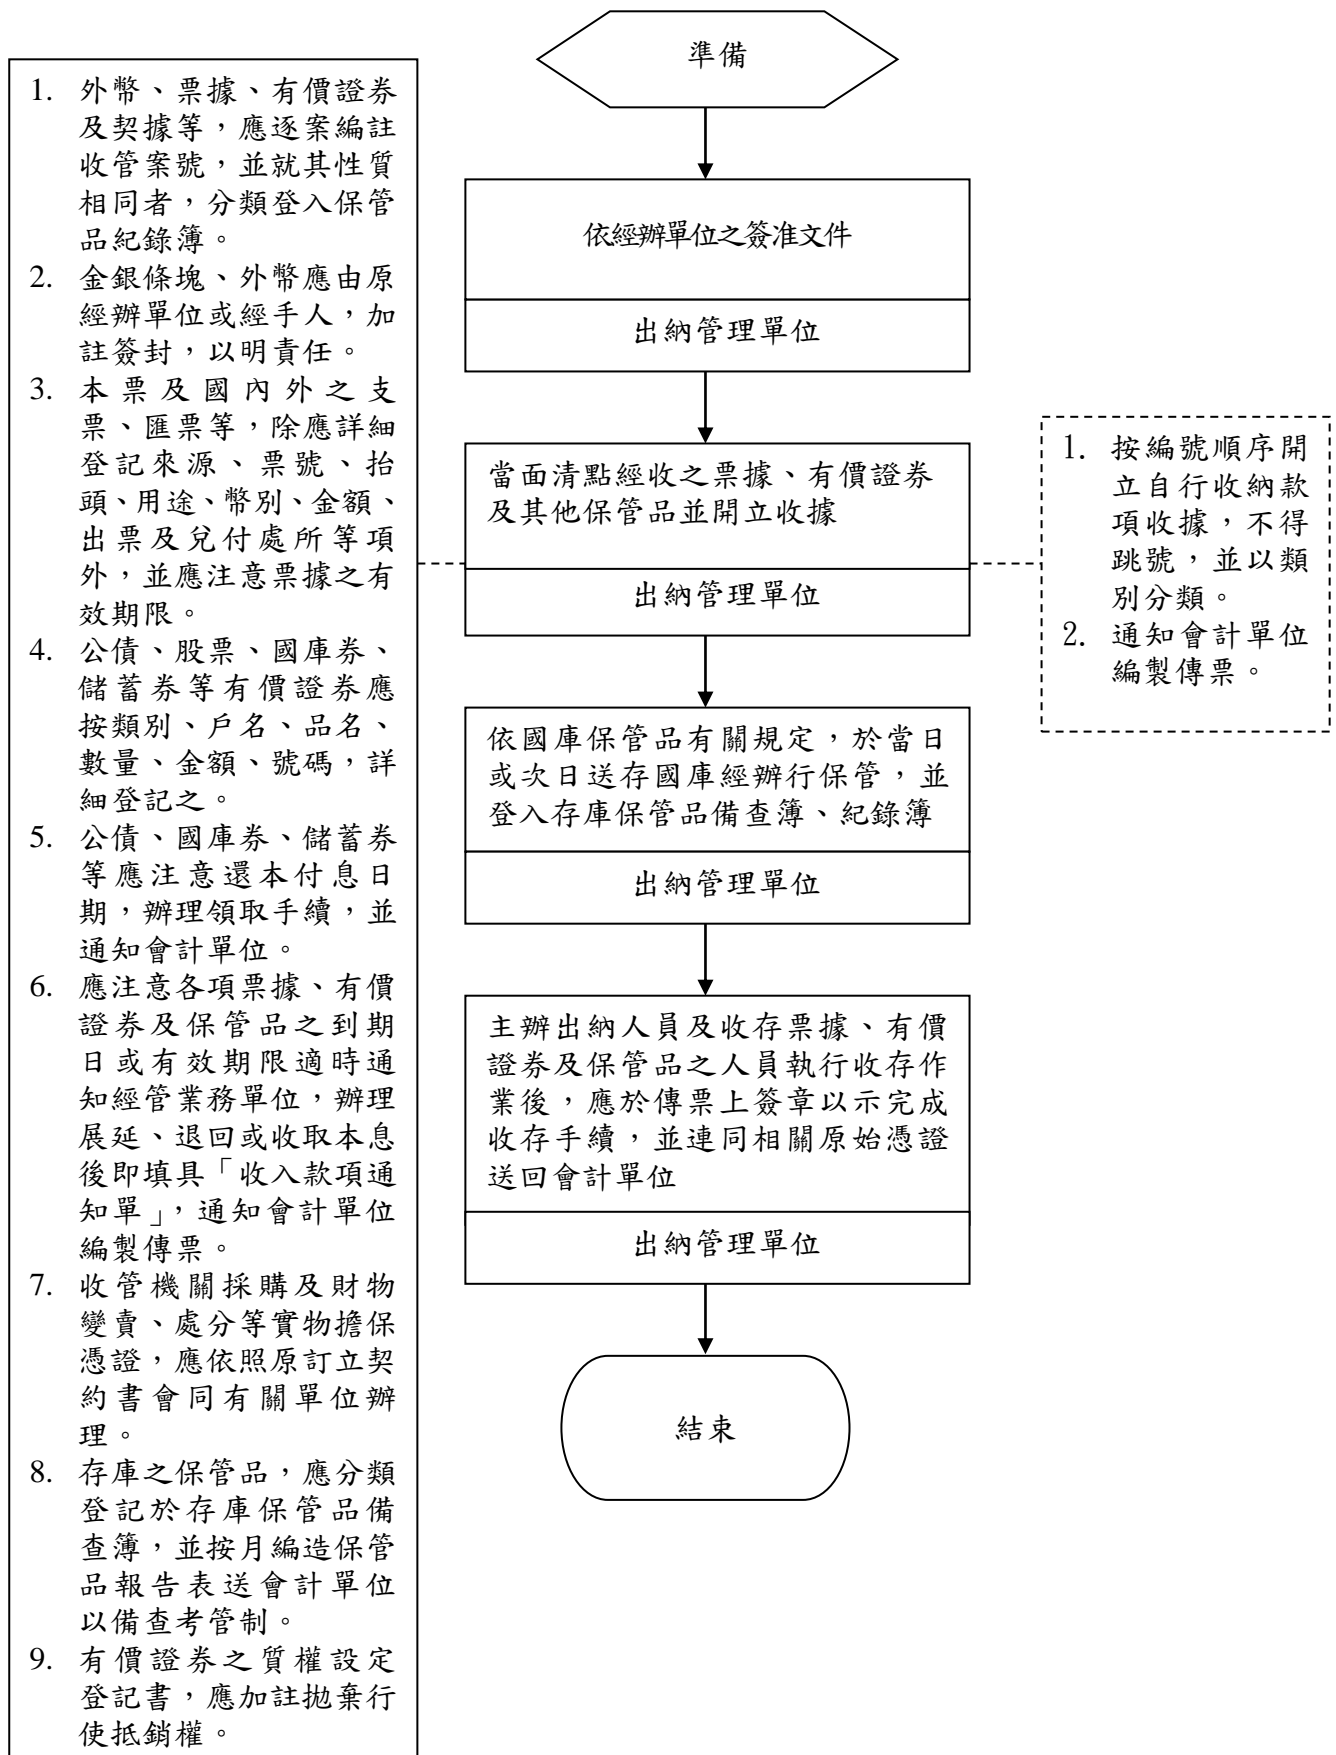 準備
1. 外幣、票據、有價證券
及契據等，應逐案編註
收管案號，並就其性質
相同者，分類登入保管
品紀錄簿。
2. 金銀條塊、外幣應由原
經辦單位或經手人，加
註簽封，以明責任。
3. 本票及國內外之支
票、匯票等，除應詳細
登記來源、票號、抬
頭、用途、幣別、金額、
出票及兌付處所等項
外，並應注意票據之有
效期限。
4. 公債、股票、國庫券、
儲蓄券等有價證券應
按類別、戶名、品名、
數量、金額、號碼，詳
細登記之。
5. 公債、國庫券、儲蓄券
等應注意還本付息日
期，辦理領取手續，並
通知會計單位。
6. 應注意各項票據、有價
證券及保管品之到期
日或有效期限適時通
知經管業務單位，辦理
展延、退回或收取本息
後即填具「收入款項通
知單」，通知會計單位
編製傳票。
7. 收管機關採購及財物
變賣、處分等實物擔保
憑證，應依照原訂立契
約書會同有關單位辦
理。
8. 存庫之保管品，應分類
登記於存庫保管品備
查簿，並按月編造保管
品報告表送會計單位
以備查考管制。
9. 有價證券之質權設定
登記書，應加註拋棄行
使抵銷權。
依經辦單位之簽准文件
出納管理單位
當面清點經收之票據、有價證券
及其他保管品並開立收據
出納管理單位
1. 按編號順序開
立自行收納款
項收據，不得
跳號，並以類
別分類。
2. 通知會計單位
編製傳票。
依國庫保管品有關規定，於當日
或次日送存國庫經辦行保管，並
登入存庫保管品備查簿、紀錄簿
出納管理單位
主辦出納人員及收存票據、有價
證券及保管品之人員執行收存作
業後，應於傳票上簽章以示完成
收存手續，並連同相關原始憑證
送回會計單位
出納管理單位
結束